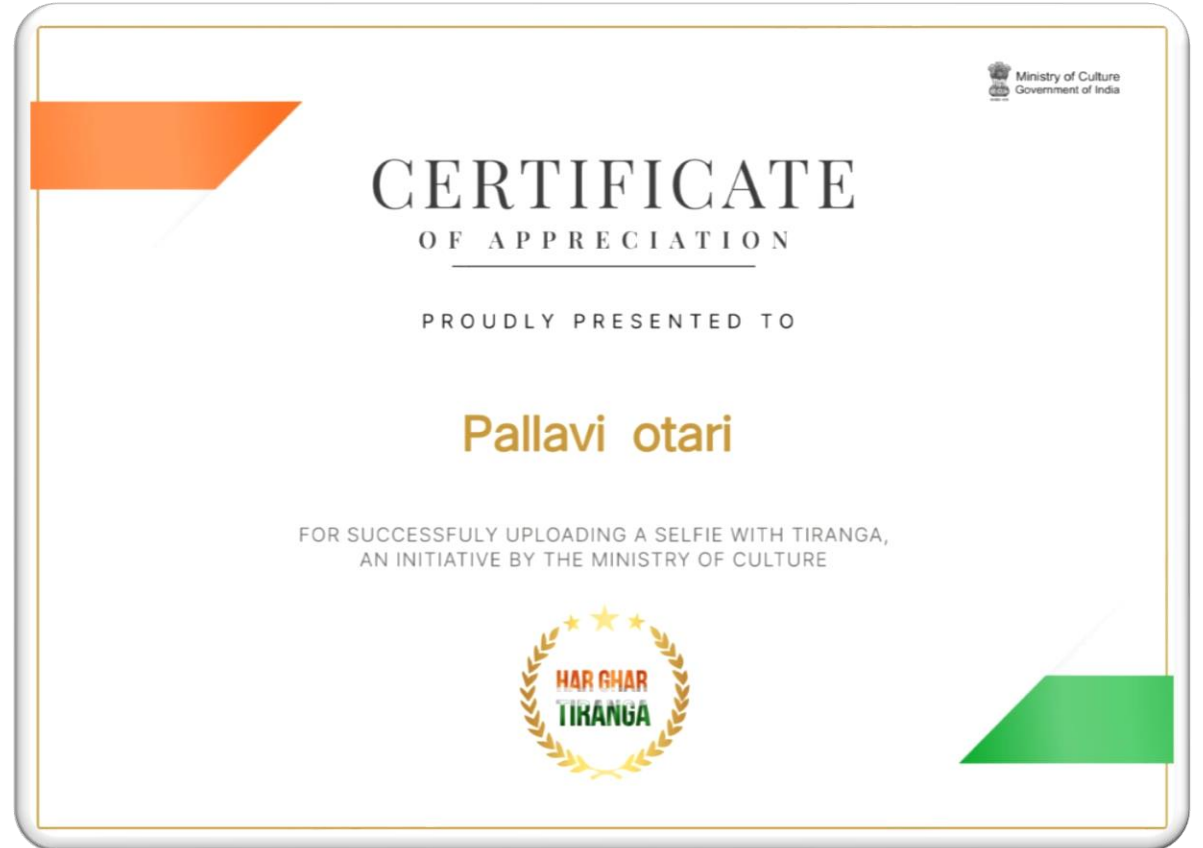 Ministry of Culture
Government of India
CERTIFICATE
OF APPRECIATION
PROUDLY PRESENTED TO
Pallavi otari
FOR SUCCESSFULY UPLOADING A SELFIE WITH TIRANGA,
AN INITIATIVE BY THE MINISTRY OF CULTURE
HAR GHAR
TIRANGA